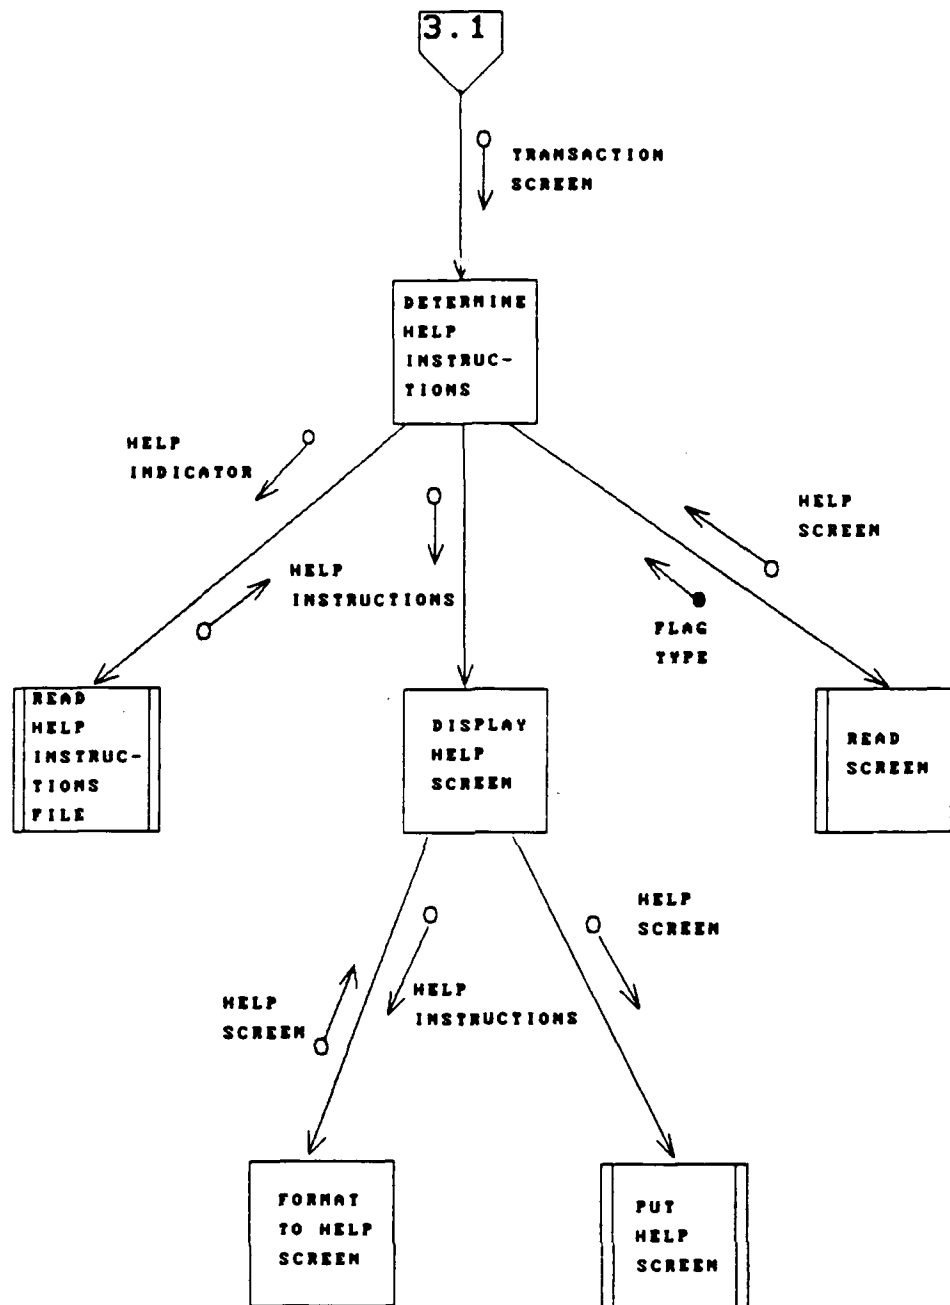 3.1
TRANSACTION
SCREEN
DETERMINE
HELP
INSTRUC-
TIONS
HELP
INDICATOR
HELP
SCREEN
HELP
INSTRUCTIONS
FLAG
TYPE
READ
HELP
INSTRUC-
TIONS
FILE
DISPLAY
HELP
SCREEN
READ
SCREEN
HELP
SCREEN
HELP
INSTRUCTIONS
HELP
SCREEN
FORMAT
TO HELP
SCREEN
PUT
HELP
SCREEN